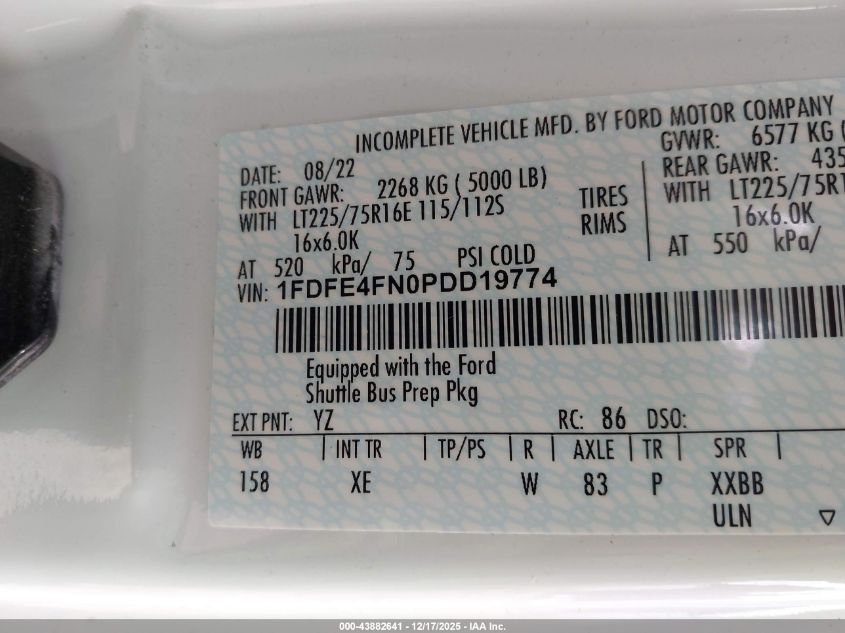 INCOMPLETE VEHICLE MFD. BY FORD MOTOR COMPANY
DATE: 08/22
GVWR: 6577 KG (
FRONT GAWR: 2268 KG ( 5000 LB)
REAR GAWR: 435
WITH LT225/75R16E 115/112S TIRES WITH LT225/75R1
16x6.0K RIMS 16x6.0K
AT 520 kPa/ 75 PSI COLD AT 550 kPa/
VIN: 1FDFE4FN0PDD19774
Equipped with the Ford
Shuttle Bus Prep Pkg
EXT PNT: YZ RC: 86 DSO:
WB | INT TR | TP/PS | R | AXLE | TR | SPR |
158 XE W 83 P XXBB
ULN
000-43882641 - 12/17/2025 - IAA Inc.